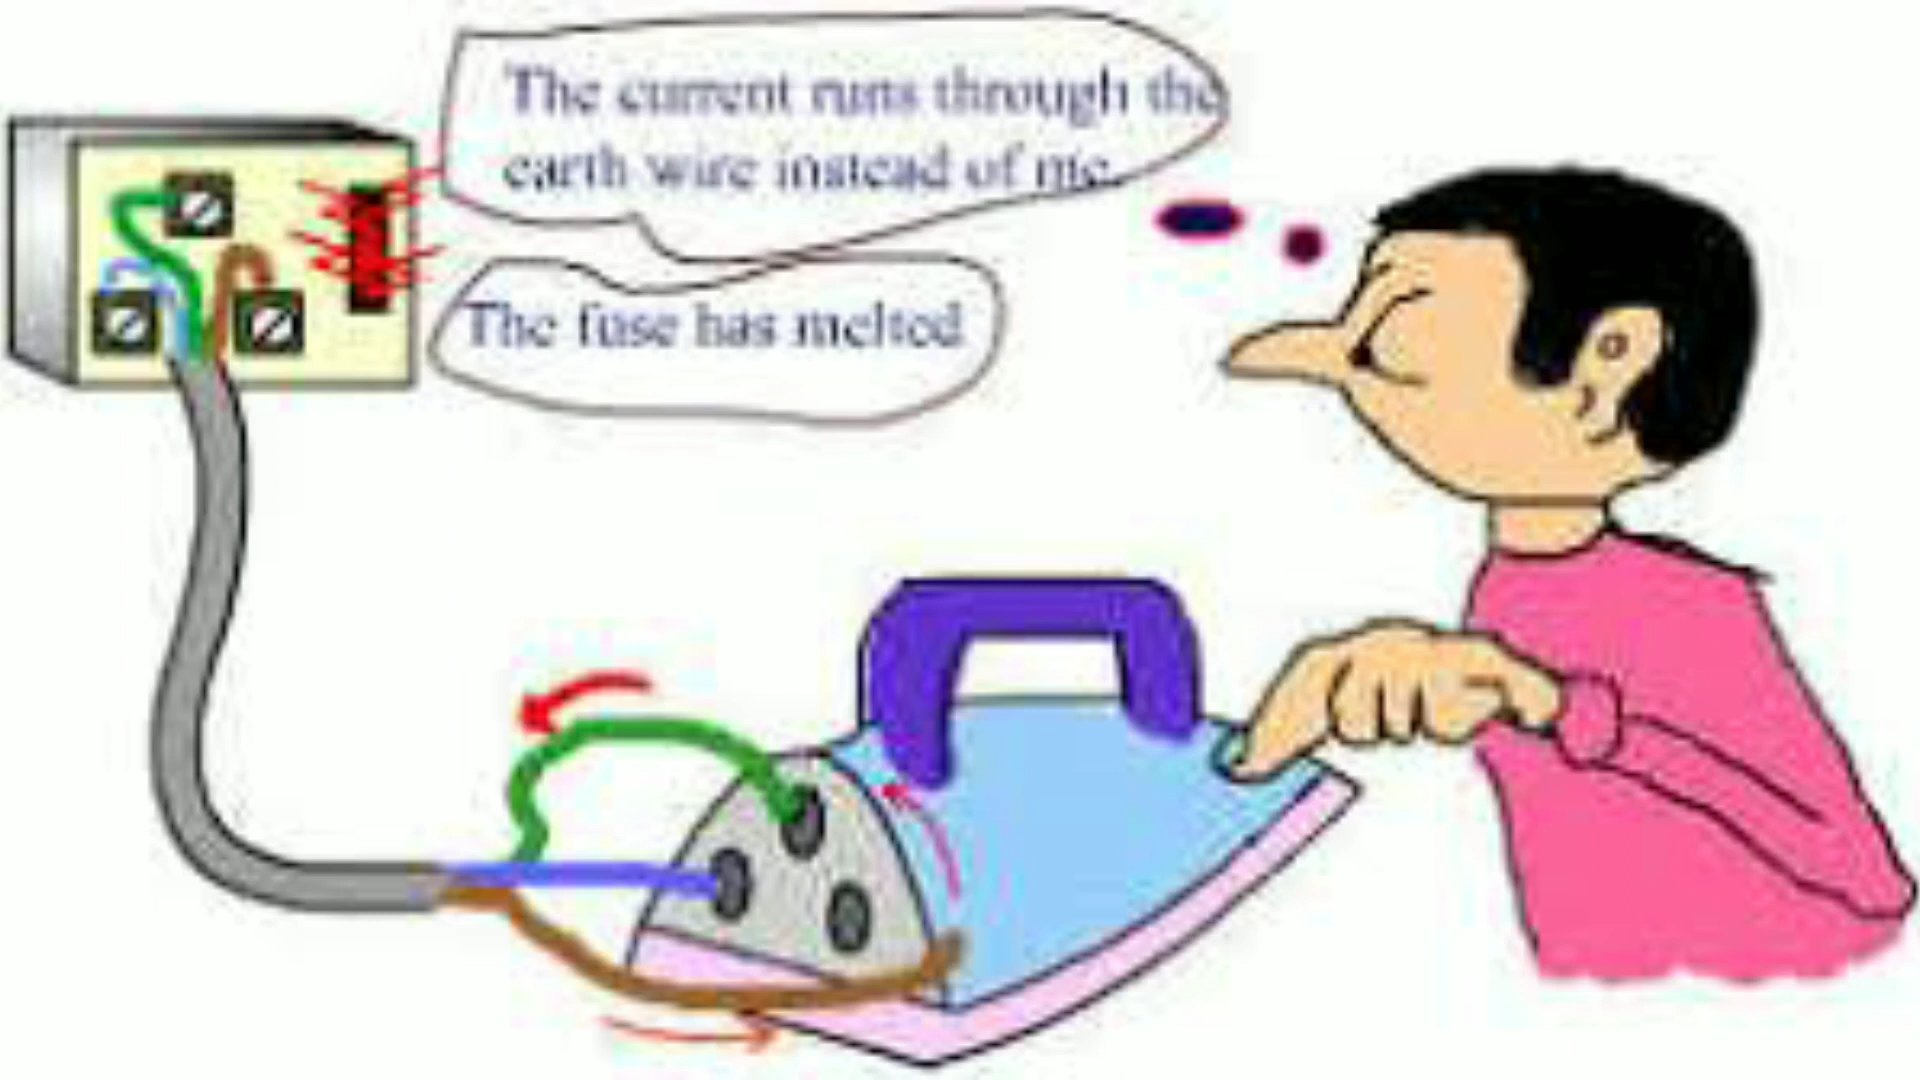 The current runs through the
earth wire instead of me.
The fuse has melted